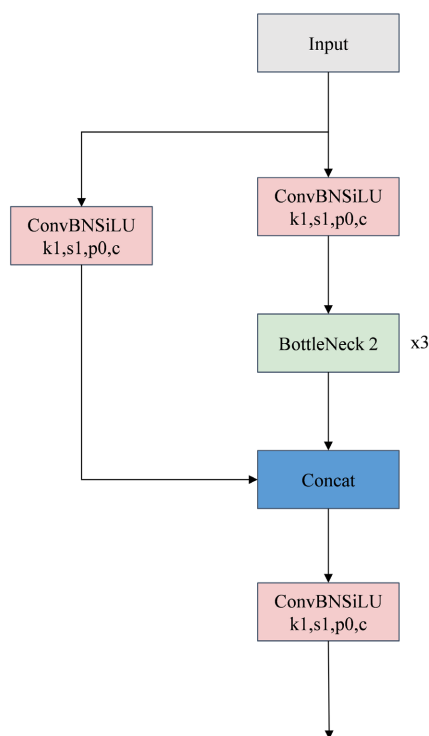 Input
ConvBNSiLU
k1,s1,p0,c
ConvBNSiLU
k1,s1,p0,c
BottleNeck 2
x3
Concat
ConvBNSiLU
k1,s1,p0,c